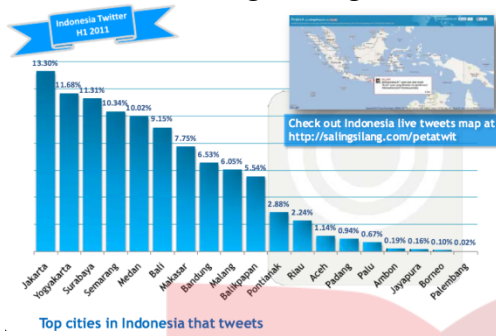 Indonesia Twitter
H1 2011
Check out Indonesia live tweets map at
http://salingsilang.com/petatwit
13.30%
11.68%
11.31%
10.34%
10.02%
9.15%
7.75%
6.53%
6.05%
5.54%
2.88%
2.24%
1.14%
0.94%
0.67%
0.19%
0.16%
0.10%
0.02%
Jakarta
Yogyakarta
Surabaya
Semarang
Medan
Bali
Makasar
Bandung
Malang
Balikpapan
Pontianak
Riau
Aceh
Padang
Palu
Ambon
Jayapura
Borneo
Palembang
Top cities in Indonesia that tweets